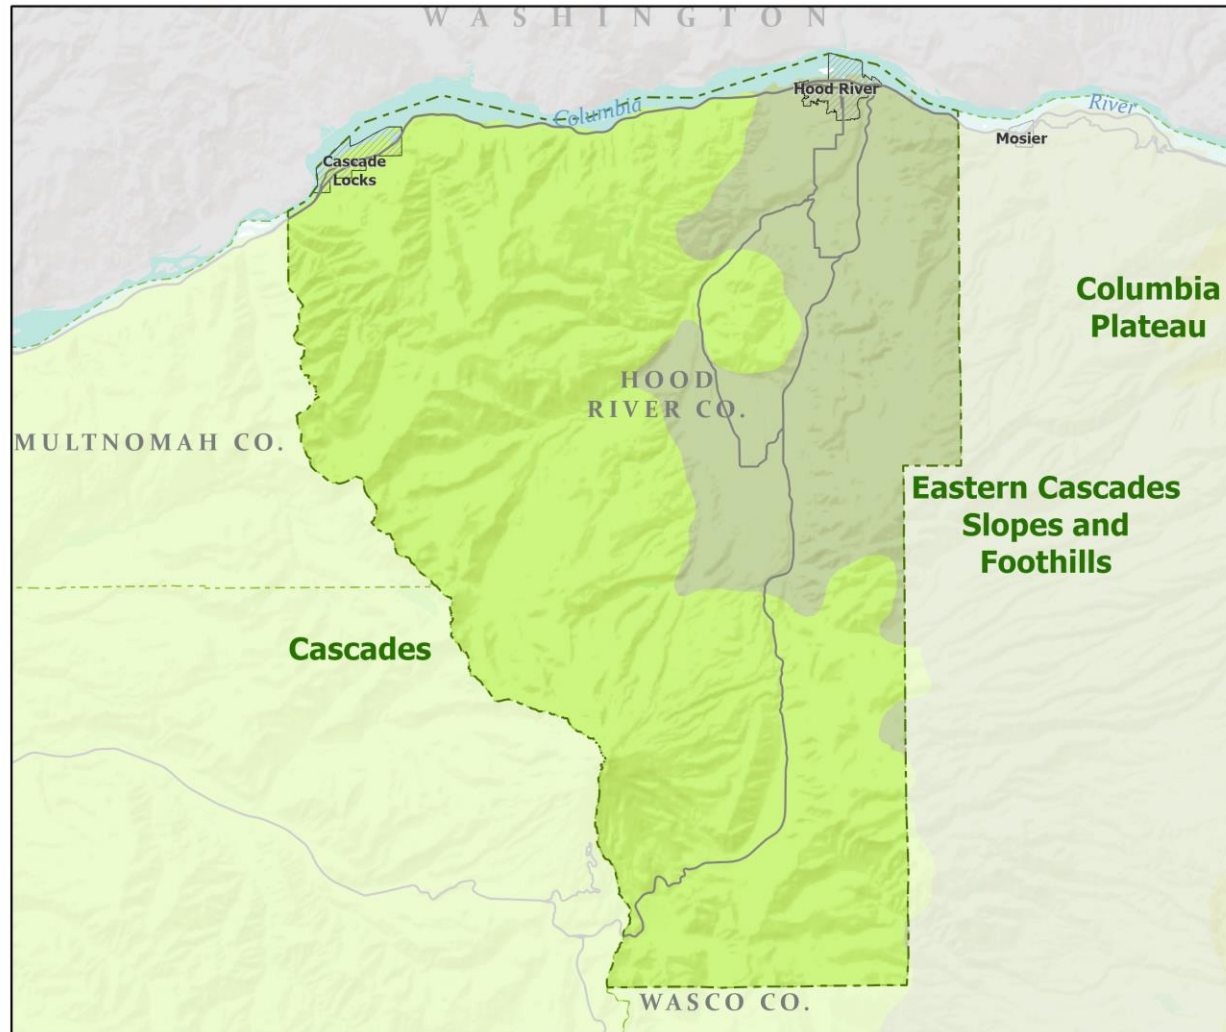 WASHINGTON
Columbia
Hood River
River
Mosier
Cascade
Locks
Columbia
Plateau
HOOD
RIVER CO.
MULTNOMAH CO.
Eastern Cascades
Slopes and
Foothills
Cascades
WASCO CO.